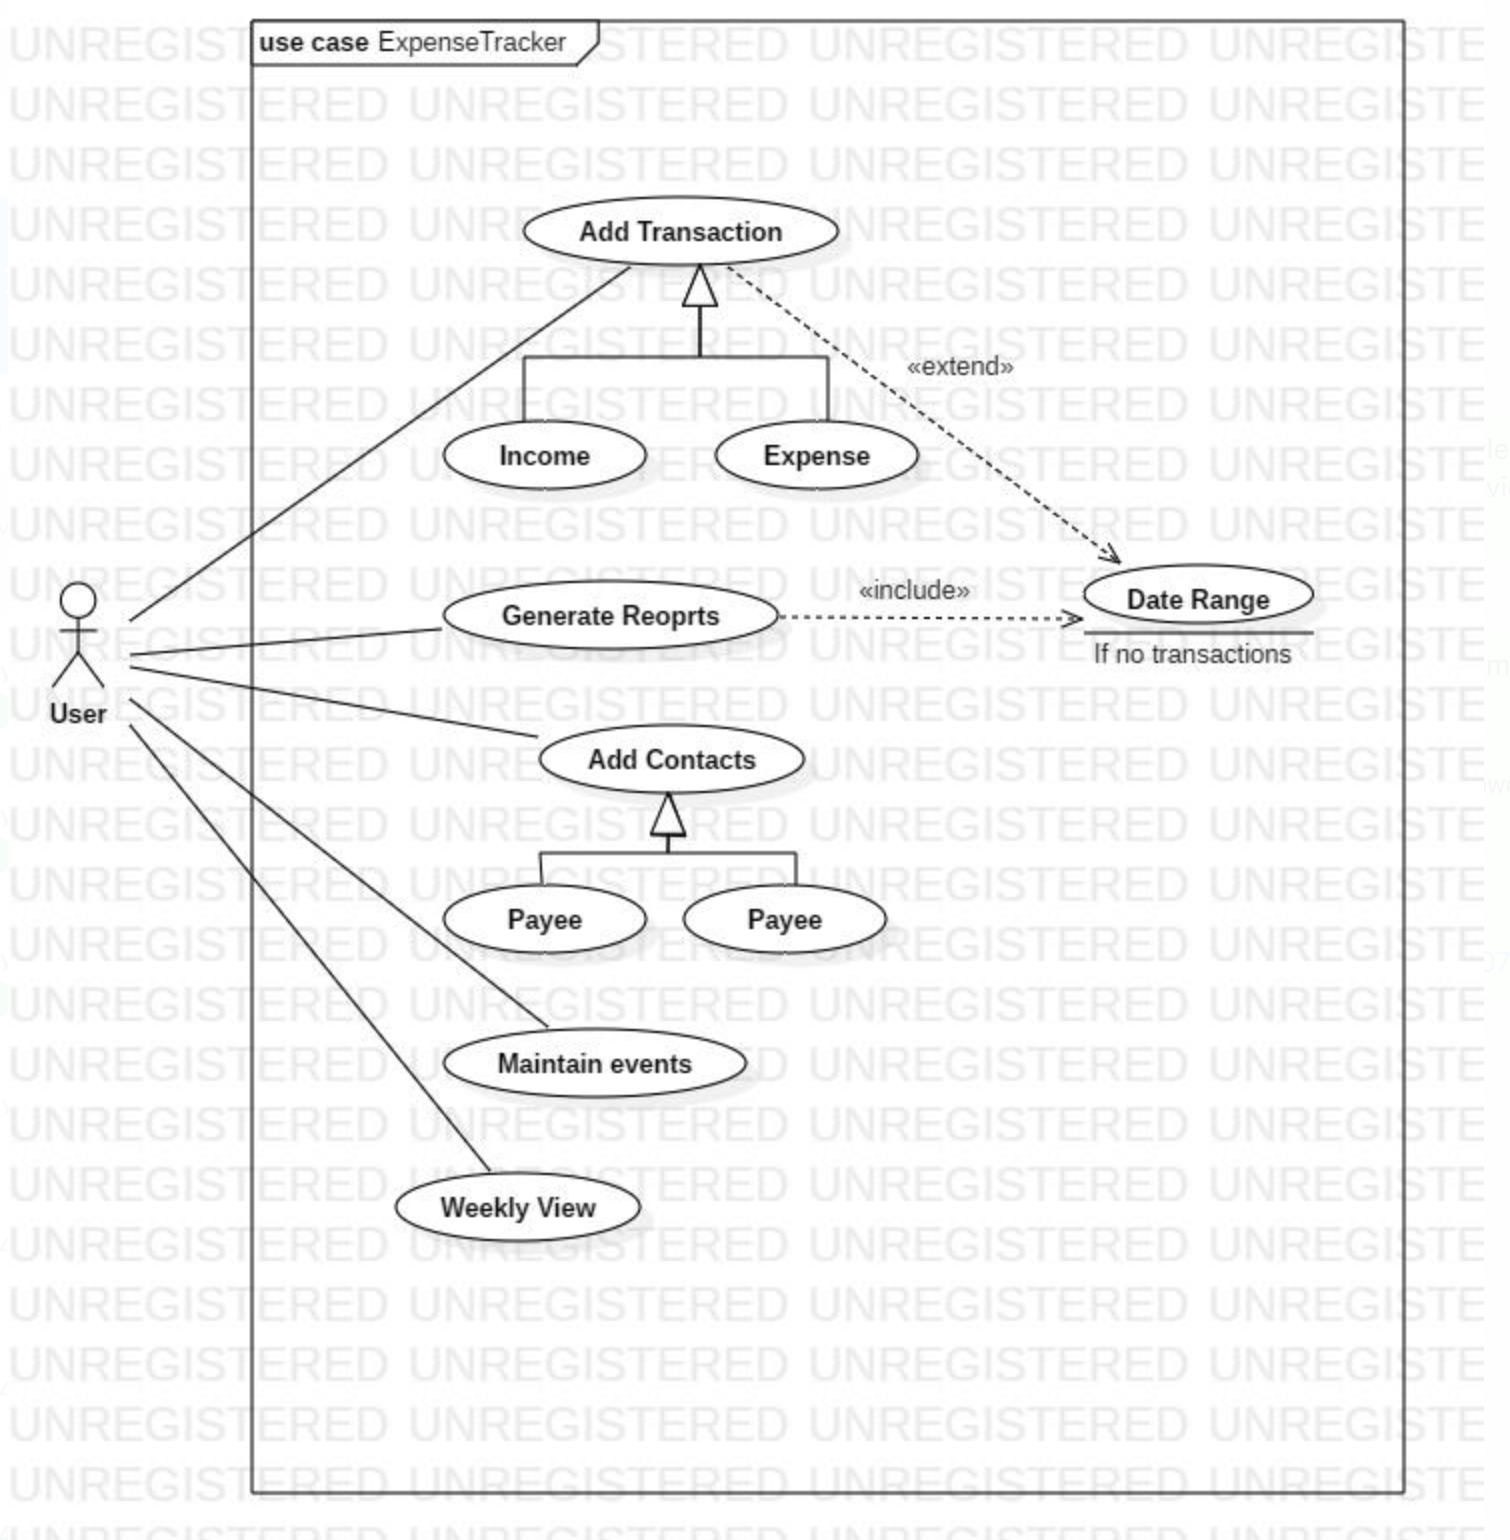 use case ExpenseTracker
Add Transaction
«extend»
Income
Expense
«include»
Generate Reoprts
Date Range
If no transactions
User
Add Contacts
Payee
Payee
Maintain events
Weekly View
UNREGISTERED UNREGISTERED UNREGISTERED UNREGISTE